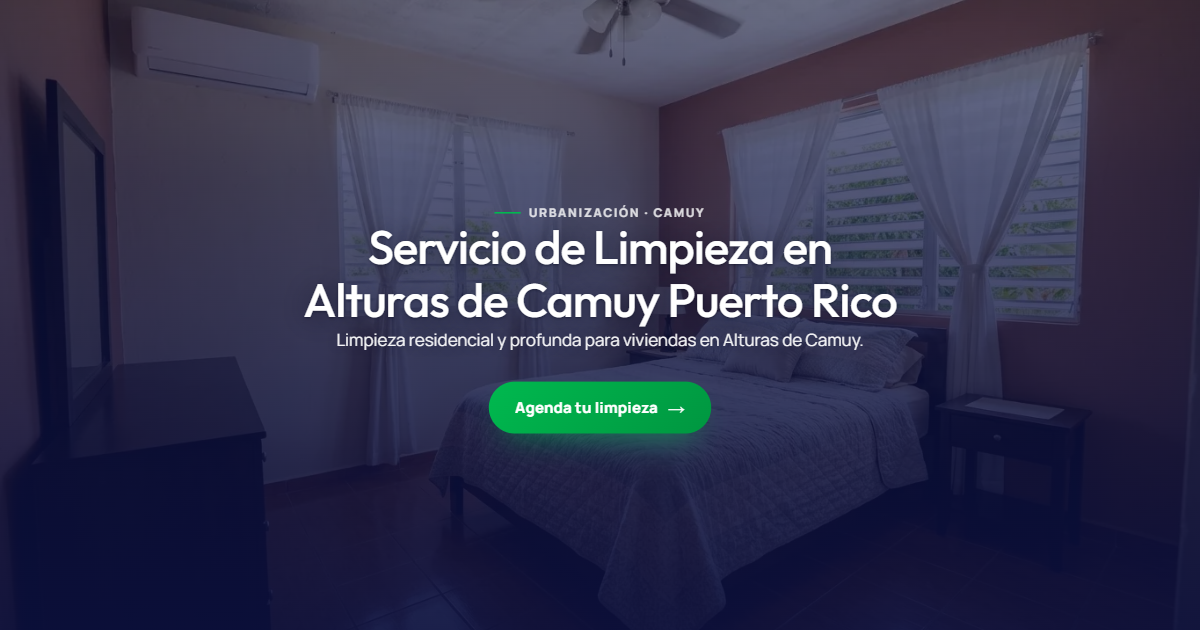 URBANIZACIÓN · CAMUY
Servicio de Limpieza en
Alturas de Camuy Puerto Rico
Limpieza residencial y profunda para viviendas en Alturas de Camuy.
Agenda tu limpieza →